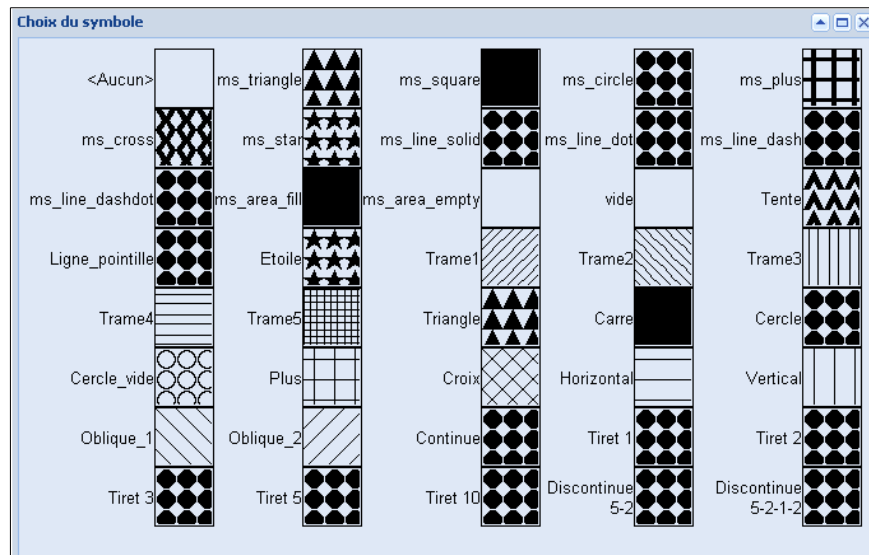 Choix du symbole
<Aucun> ms_triangle ms_square ms_circle ms_plus
ms_cross ms_star ms_line_solid ms_line_dot ms_line_dash
ms_line_dashdot ms_area_fill ms_area_empty vide Tente
Ligne_pointille Etoile Trame1 Trame2 Trame3
Trame4 Trame5 Triangle Carre Cercle
Cercle_vide Plus Croix Horizontal Vertical
Oblique_1 Oblique_2 Continue Tiret 1 Tiret 2
Tiret 3 Tiret 5 Tiret 10 Discontinue Discontinue
5-2 5-2-1-2